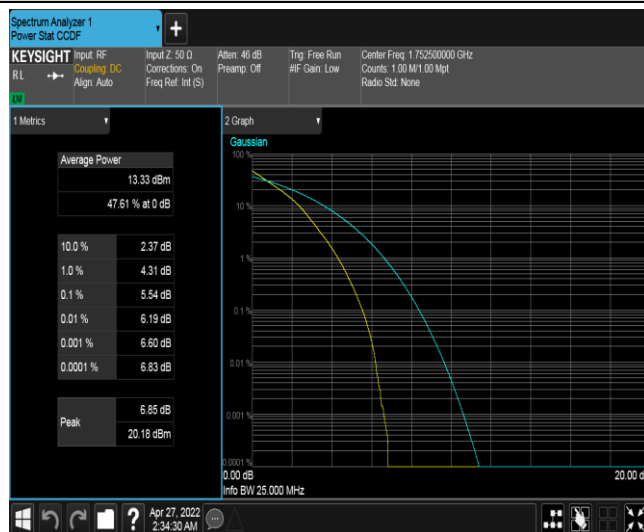 Spectrum Analyzer 1
Power Stat CCDF
+
KEYSIGHT
RL
Input: RF
Coupling: DC
Align: Auto
Input Z: 50 Ω
Corrections: On
Freq Ref: Int (S)
Atten: 46 dB
Preamp: Off
Trig: Free Run
#IF Gain: Low
Center Freq: 1.752500000 GHz
Counts: 1.00 M/1.00 Mpt
Radio Std: None
1 Metrics
Average Power
13.33 dBm
47.61 % at 0 dB
10.0 % 2.37 dB
1.0 % 4.31 dB
0.1 % 5.54 dB
0.01 % 6.19 dB
0.001 % 6.60 dB
0.0001 % 6.83 dB
Peak
6.85 dB
20.18 dBm
2 Graph
Gaussian
100 %
10 %
1 %
0.1 %
0.01 %
0.001 %
0.0001 %
0.00 dB
20.00 d
Info BW 25.000 MHz
?
Apr 27, 2022
2:34:30 AM